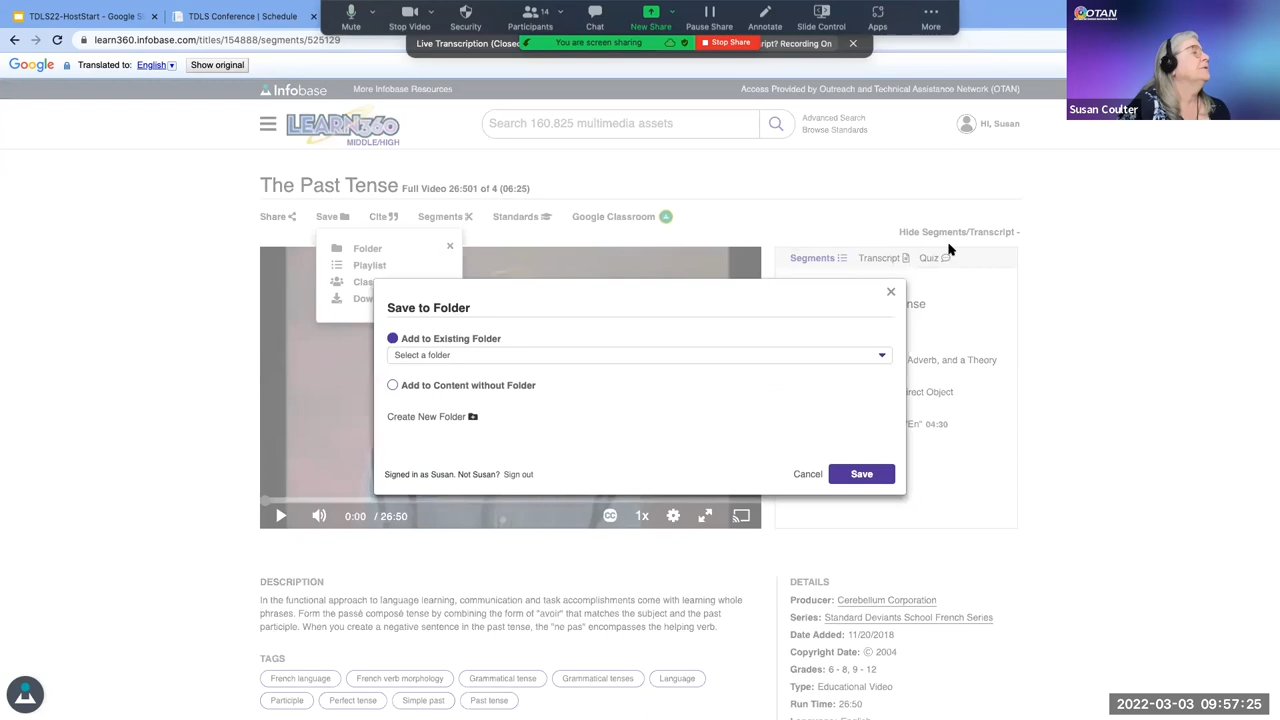 TDLS22-HostStart - Google S
TDLS Conference | Schedule
Mute
Stop Video
Security
14
Participants
Chat
New Share
Pause Share
Annotate
Slide Control
Apps
More
learn360.infobase.com/titles/154888/segments/525129
Live Transcription (Close
You are screen sharing
Stop Share
ript? Recording On
OTAN
Google
Translated to: English
Show original
Susan Coulter
Infobase
More Infobase Resources
Access Provided by Outreach and Technical Assistance Network (OTAN)
LEARN360
MIDDLE/HIGH
Search 160,825 multimedia assets
Advanced Search
Browse Standards
Hi, Susan
The Past Tense Full Video 26:501 of 4 (06:25)
Share
Save
Cite
Segments
Standards
Google Classroom
Hide Segments/Transcript -
Folder
Playlist
Clas
Dow
Segments
Transcript
Quiz
Save to Folder
nse
Add to Existing Folder
Select a folder
Adverb, and a Theory
Add to Content without Folder
irect Object
Create New Folder
"En" 04:30
Signed in as Susan. Not Susan? Sign out
Cancel
Save
0:00 / 26:50
CC
1x
DESCRIPTION
In the functional approach to language learning, communication and task accomplishments come with learning whole
phrases. Form the passé composé tense by combining the form of "avoir" that matches the subject and the past
participle. When you create a negative sentence in the past tense, the "ne pas" encompasses the helping verb.
TAGS
French language
French verb morphology
Grammatical tense
Grammatical tenses
Language
Participle
Perfect tense
Simple past
Past tense
DETAILS
Producer: Cerebellum Corporation
Series: Standard Deviants School French Series
Date Added: 11/20/2018
Copyright Date: © 2004
Grades: 6 - 8, 9 - 12
Type: Educational Video
Run Time: 26:50
2022-03-03 09:57:25